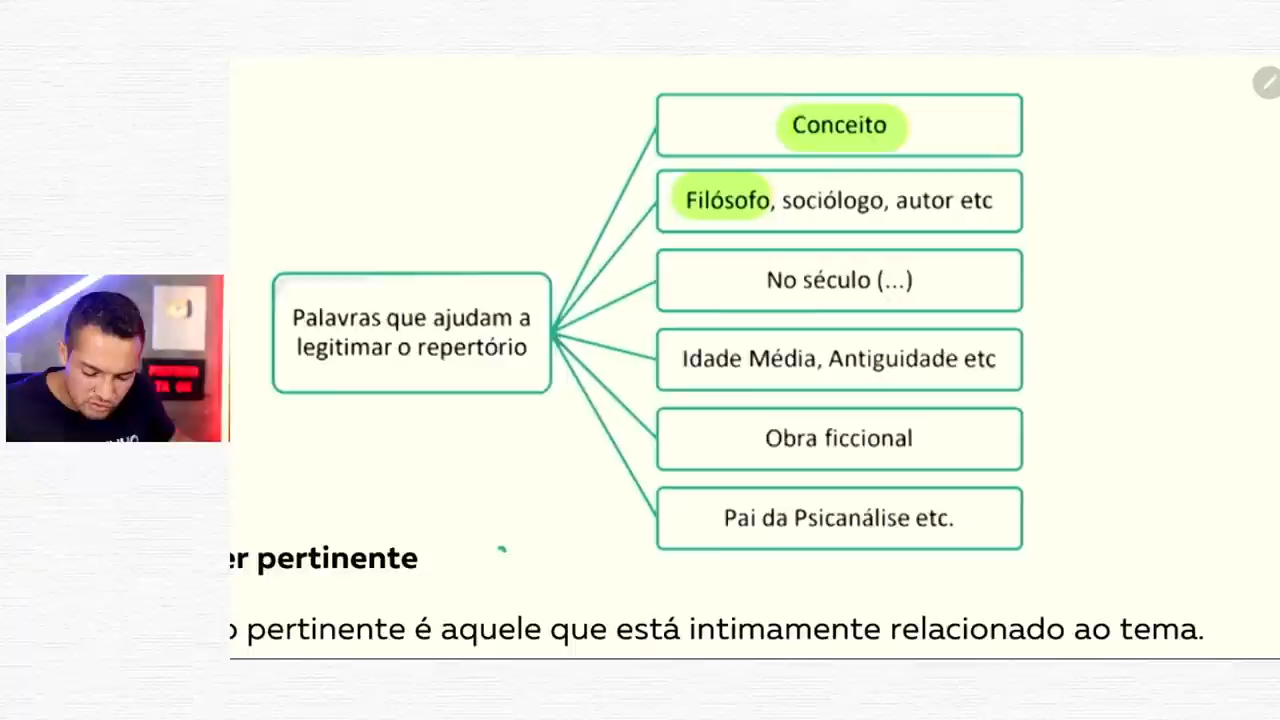 Conceito
Filósofo, sociólogo, autor etc
No século (...)
Palavras que ajudam a
legitimar o repertório
Idade Média, Antiguidade etc
Obra ficcional
Pai da Psicanálise etc.
er pertinente
o pertinente é aquele que está intimamente relacionado ao tema.